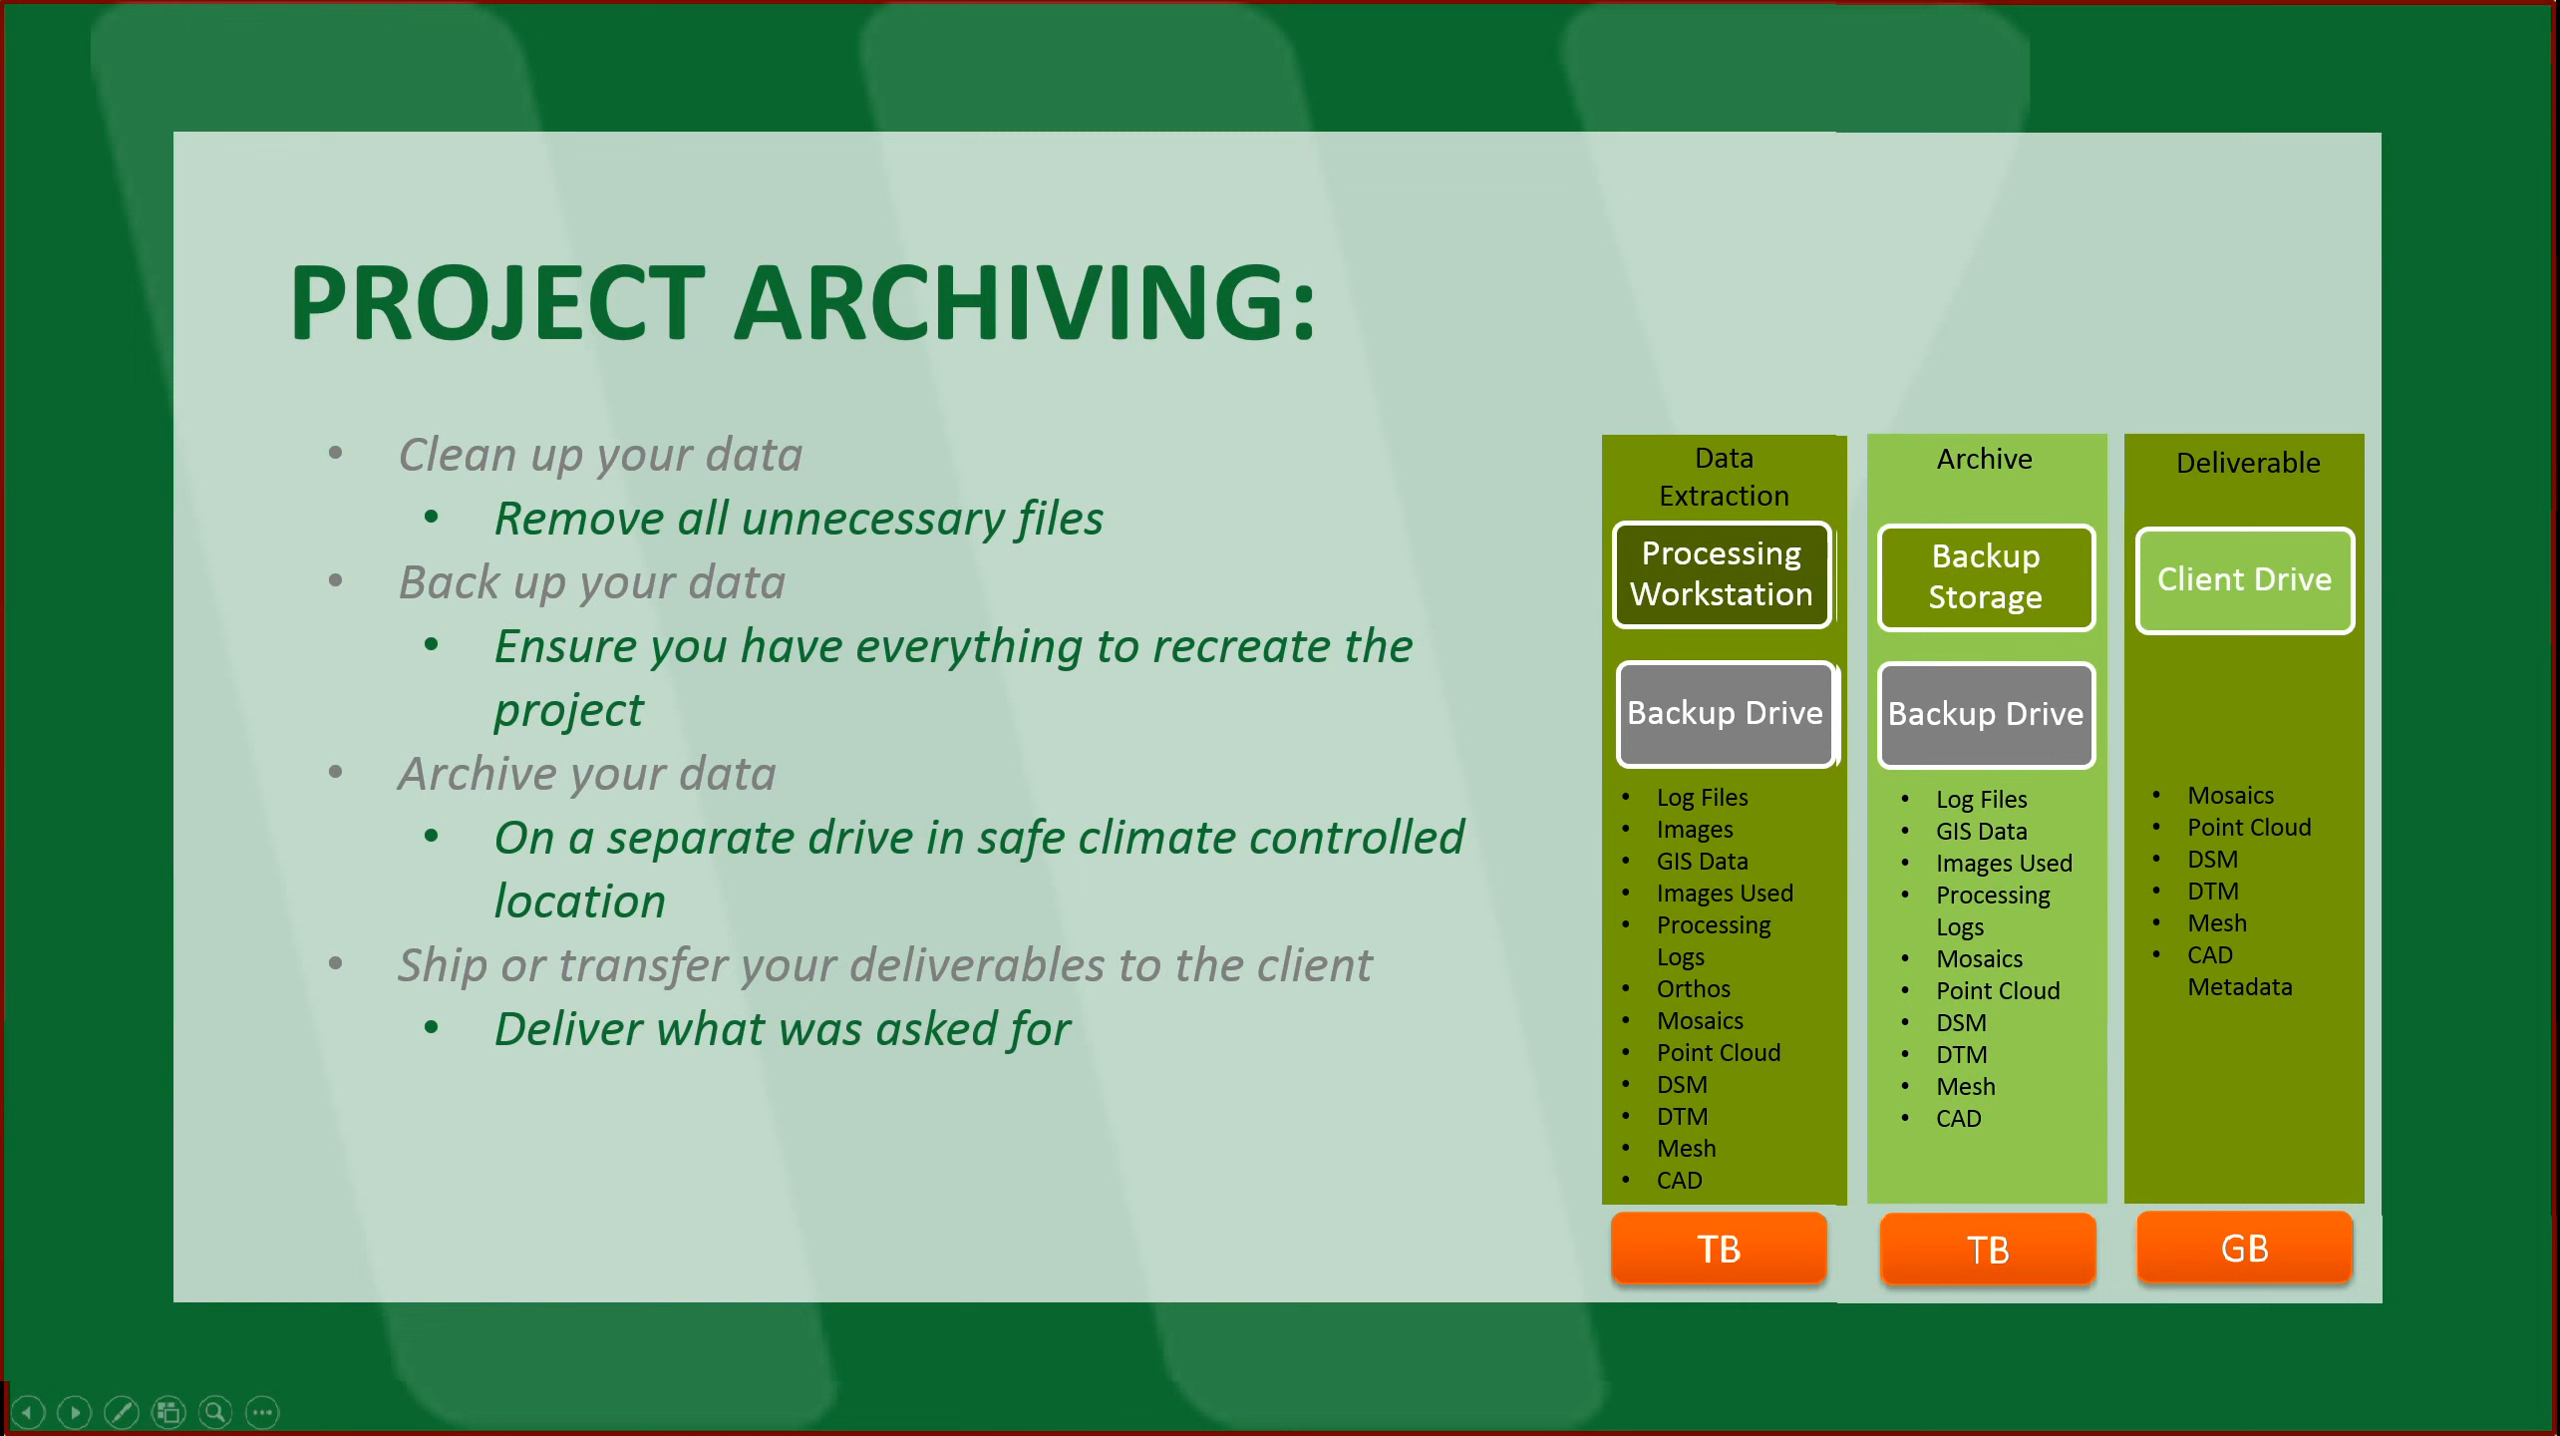 PROJECT ARCHIVING:
• Clean up your data
• Remove all unnecessary files
• Back up your data
• Ensure you have everything to recreate the
project
• Archive your data
• On a separate drive in safe climate controlled
location
• Ship or transfer your deliverables to the client
• Deliver what was asked for
Data
Extraction
Processing
Workstation
Backup Drive
• Log Files
• Images
• GIS Data
• Images Used
• Processing
Logs
• Orthos
• Mosaics
• Point Cloud
• DSM
• DTM
• Mesh
• CAD
TB
Archive
Backup
Storage
Backup Drive
• Log Files
• GIS Data
• Images Used
• Processing
Logs
• Mosaics
• Point Cloud
• DSM
• DTM
• Mesh
• CAD
TB
Deliverable
Client Drive
• Mosaics
• Point Cloud
• DSM
• DTM
• Mesh
• CAD
Metadata
GB